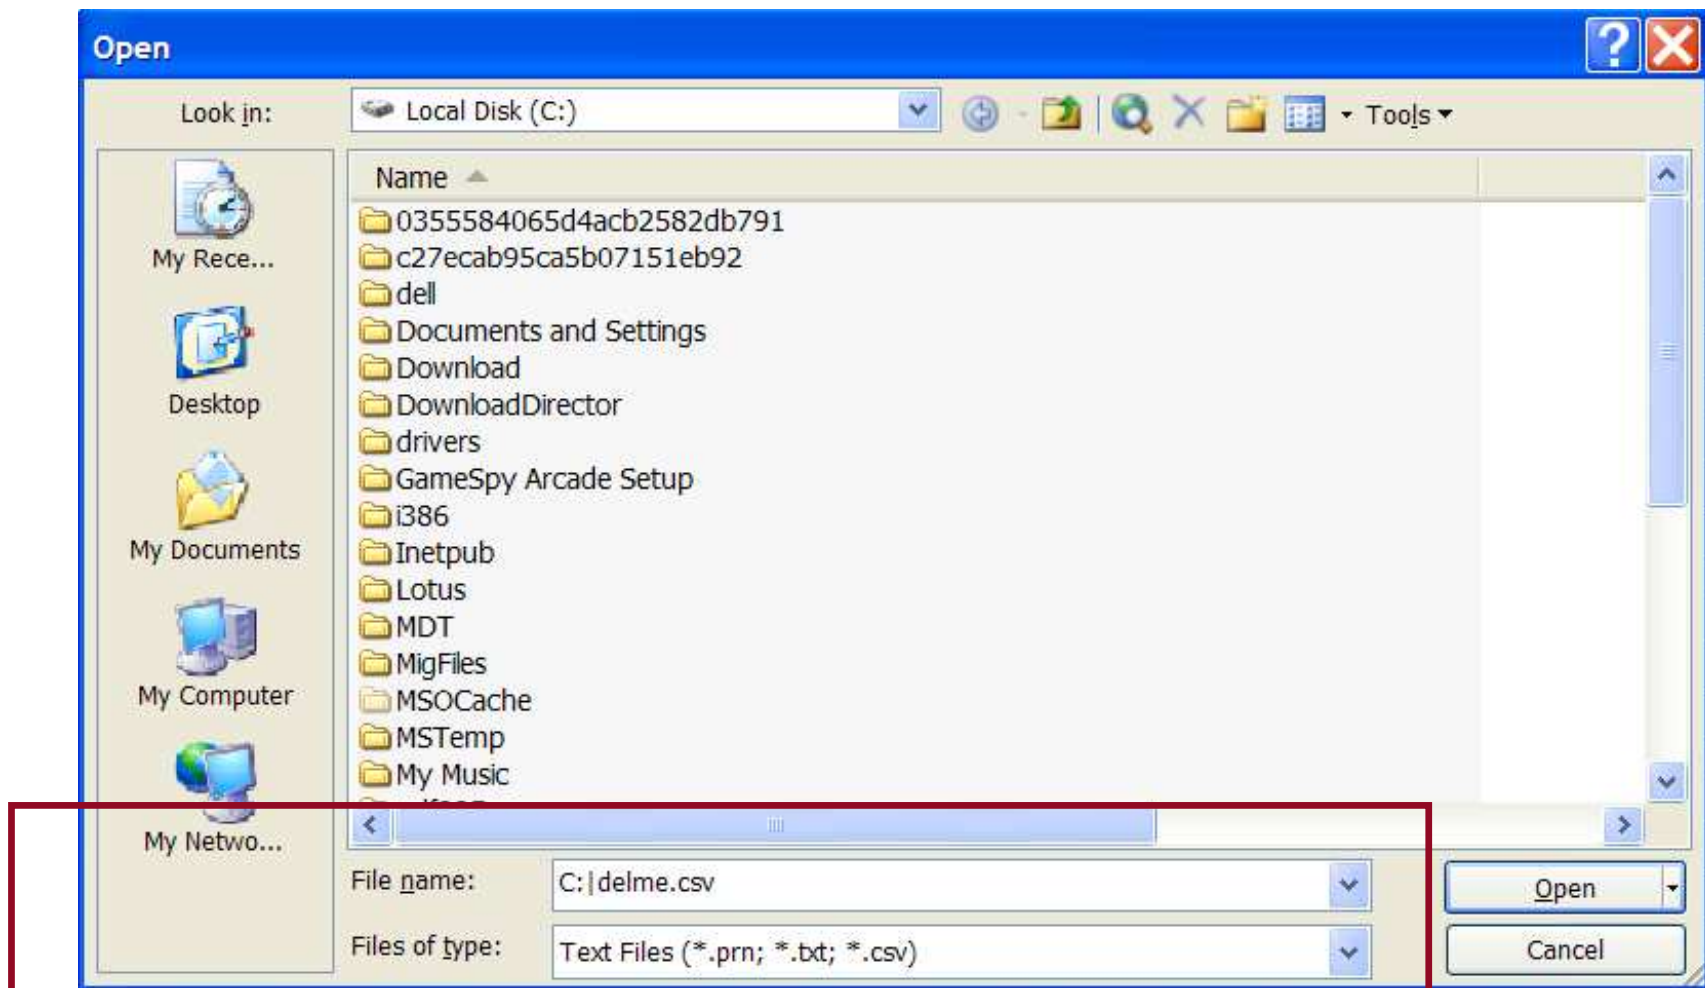 Open
Look in: Local Disk (C:) Tools
Name
0355584065d4acb2582db791
c27ecab95ca5b07151eb92
dell
Documents and Settings
Download
DownloadDirector
drivers
GameSpy Arcade Setup
i386
Inetpub
Lotus
MDT
MigFiles
MSOCache
MSTemp
My Music
My Rece...
Desktop
My Documents
My Computer
My Netwo...
File name: C:|delme.csv
Open
Files of type: Text Files (*.prn; *.txt; *.csv)
Cancel